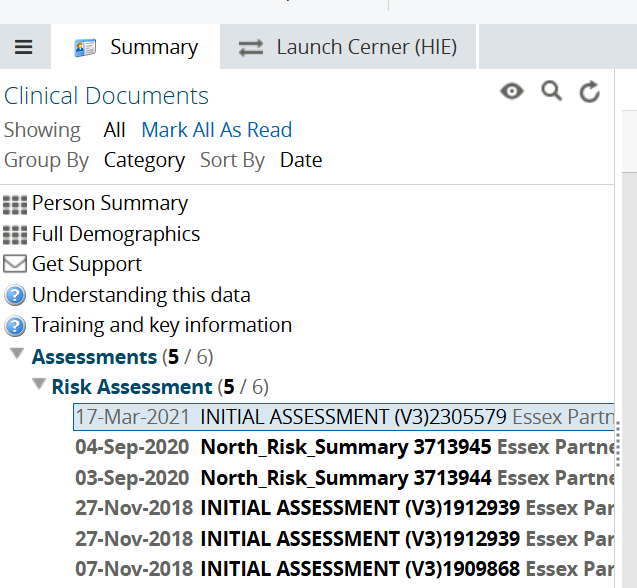 Summary Launch Cerner (HIE)
Clinical Documents
Showing All Mark All As Read
Group By Category Sort By Date
Person Summary
Full Demographics
Get Support
Understanding this data
Training and key information
Assessments (5 / 6)
Risk Assessment (5 / 6)
17-Mar-2021 INITIAL ASSESSMENT (V3)2305579 Essex Partn
04-Sep-2020 North_Risk_Summary 3713945 Essex Partne
03-Sep-2020 North_Risk_Summary 3713944 Essex Partne
27-Nov-2018 INITIAL ASSESSMENT (V3)1912939 Essex Par
27-Nov-2018 INITIAL ASSESSMENT (V3)1912939 Essex Par
07-Nov-2018 INITIAL ASSESSMENT (V3)1909868 Essex Par